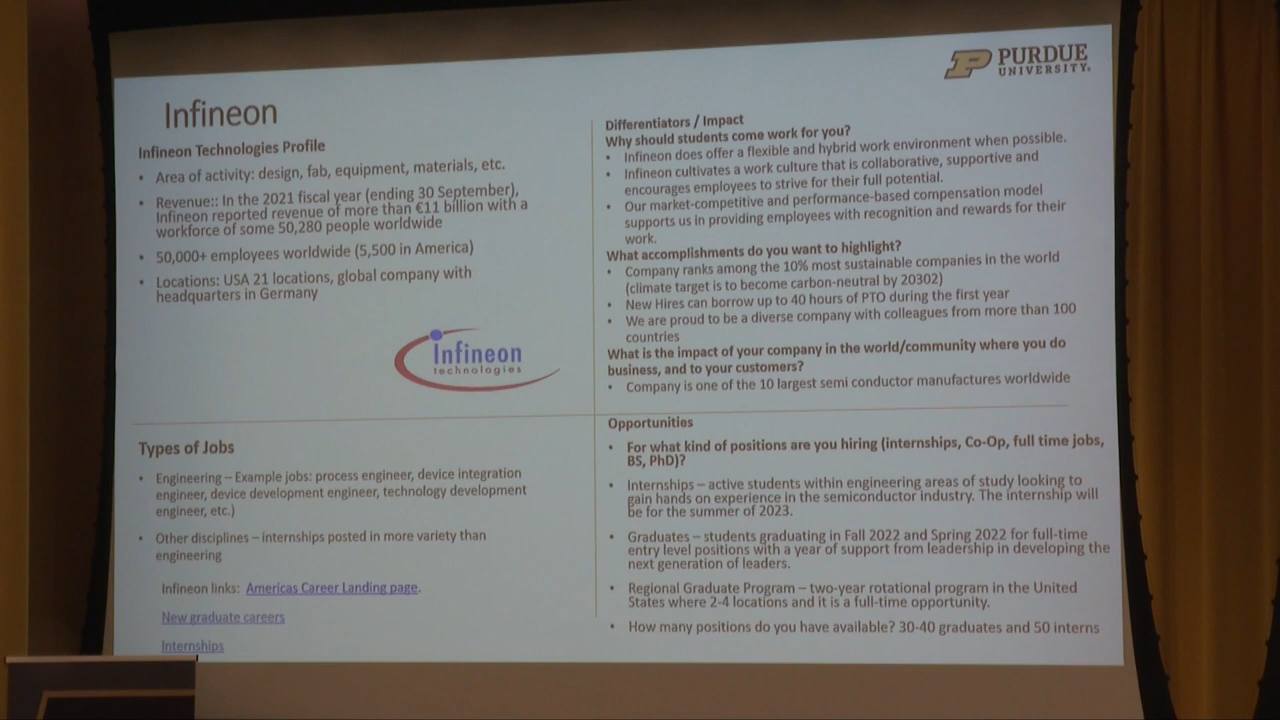 PURDUE
UNIVERSITY®
Infineon
Infineon Technologies Profile
• Area of activity: design, fab, equipment, materials, etc.
• Revenue:: In the 2021 fiscal year (ending 30 September),
Infineon reported revenue of more than €11 billion with a
workforce of some 50,280 people worldwide
• 50,000+ employees worldwide (5,500 in America)
• Locations: USA 21 locations, global company with
headquarters in Germany
Infineon
technologies
Differentiators / Impact
Why should students come work for you?
• Infineon does offer a flexible and hybrid work environment when possible.
• Infineon cultivates a work culture that is collaborative, supportive and
encourages employees to strive for their full potential.
• Our market-competitive and performance-based compensation model
supports us in providing employees with recognition and rewards for their
work.
What accomplishments do you want to highlight?
• Company ranks among the 10% most sustainable companies in the world
(climate target is to become carbon-neutral by 20302)
• New Hires can borrow up to 40 hours of PTO during the first year
• We are proud to be a diverse company with colleagues from more than 100
countries
What is the impact of your company in the world/community where you do
business, and to your customers?
• Company is one of the 10 largest semi conductor manufactures worldwide
Types of Jobs
• Engineering – Example jobs: process engineer, device integration
engineer, device development engineer, technology development
engineer, etc.)
• Other disciplines – internships posted in more variety than
engineering
Infineon links: Americas Career Landing page.
New graduate careers
Internships
Opportunities
• For what kind of positions are you hiring (internships, Co-Op, full time jobs,
BS, PhD)?
• Internships – active students within engineering areas of study looking to
gain hands on experience in the semiconductor industry. The internship will
be for the summer of 2023.
• Graduates – students graduating in Fall 2022 and Spring 2022 for full-time
entry level positions with a year of support from leadership in developing the
next generation of leaders.
• Regional Graduate Program – two-year rotational program in the United
States where 2-4 locations and it is a full-time opportunity.
• How many positions do you have available? 30-40 graduates and 50 interns